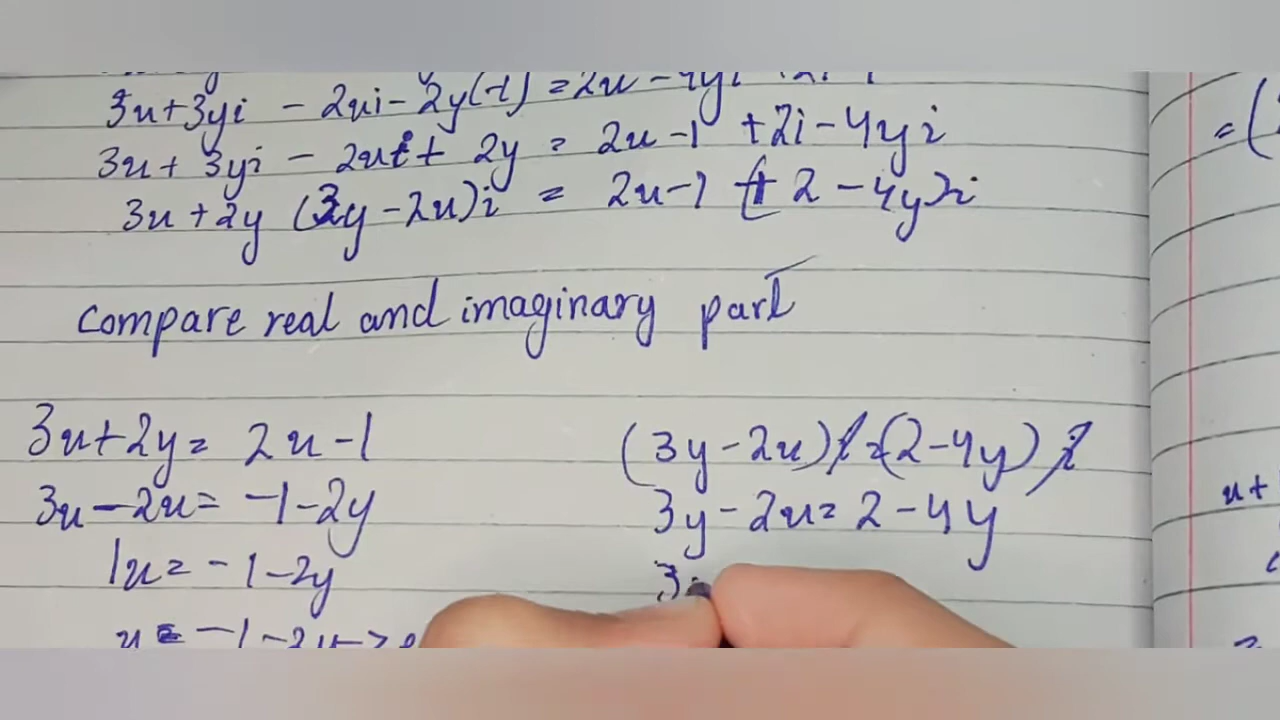 3u+3yi - 2ui - 2y(-1) = 2u - 4yi
3u + 3yi - 2ui + 2y = 2u - 1 + 2i - 4yi
3u + 2y (3y - 2u)i = 2u - 1 (+ 2 - 4y)i
compare real and imaginary part
3u+2y = 2u-1
3u-2u = -1-2y
1u = -1-2y
u = -1-2y
(3y-2u)i = (2-4y)i
3y-2u = 2-4y
3
= (
u+